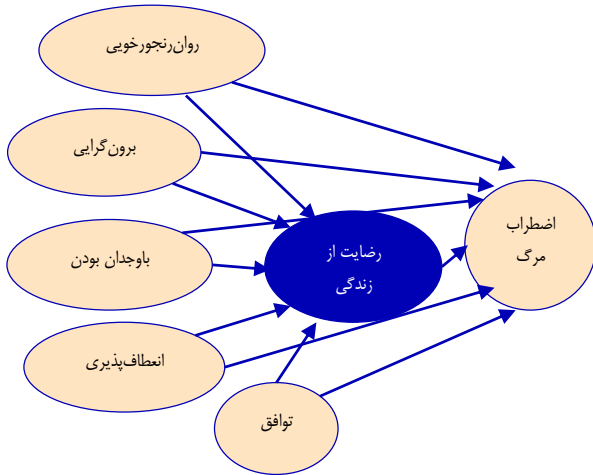 روان‌رنجورخویی
برون‌گرایی
باوجدان بودن
انعطاف‌پذیری
توافق
رضایت از
زندگی
اضطراب
مرگ